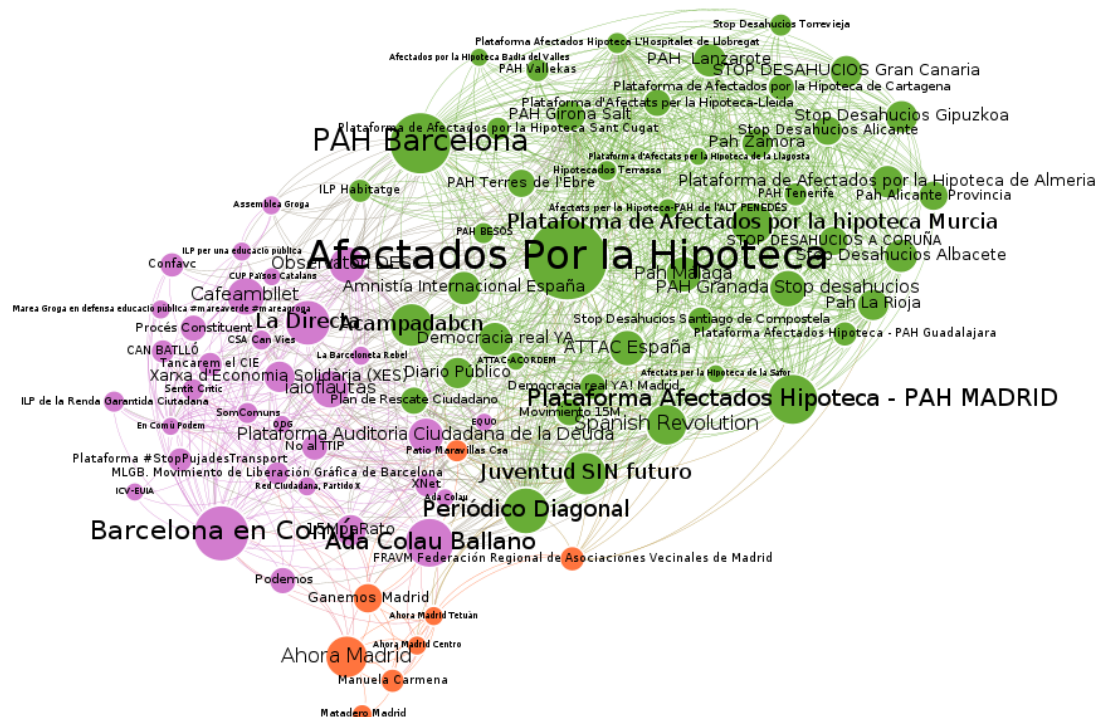 Stop Desahucios Torrevieja
Plataforma Afectados Hipoteca L'Hospitalet de Llobregat
Afectados por la Hipoteca Badia del Valles
PAH Lanzarote
PAH Vallekas
STOP DESAHUCIOS Gran Canaria
Plataforma de Afectados por la Hipoteca de Cartagena
Plataforma d'Afectats per la Hipoteca-Lleida
PAH Girona Salt
Stop Desahucios Gipuzkoa
Plataforma de Afectados por la Hipoteca Sant Cugat
Stop Desahucios Alicante
PAH Barcelona
Pah Zamora
Plataforma d'Afectats per la Hipoteca de la Llagosta
Hipotecados Terrassa
PAH Terres de l'Ebre
Plataforma de Afectados por la Hipoteca de Almeria
ILP Habitatge
PAH Tenerife
Pah Alicante Provincia
Assemblea Groga
Afectats per la Hipoteca-PAH de l'ALT PENEDÈS
Plataforma de Afectados por la hipoteca Murcia
PAH BESÒS
STOP DESAHUCIOS A CORUÑA
ILP per una educació pública
Afectados Por la Hipoteca
Stop Desahucios Albacete
Confavc
Observatori DESC
CUP Països Catalans
Pah Malaga
Amnistía Internacional España
PAH Granada Stop desahucios
Cafeambllet
Pah La Rioja
Marea Groga en defensa educació pública #mareaverde #mareagroga
La Directa
Acampadabcn
Stop Desahucios Santiago de Compostela
Procés Constituent
Plataforma Afectados Hipoteca - PAH Guadalajara
CSA Can Vies
Democracia real YA
ATTAC España
CAN BATLLÓ
La Barceloneta Rebel
ATTAC-ACORDEM
Tancarem el CIE
Diario Público
Afectats per la Hipoteca de la Safor
Xarxa d'Economia Solidària (XES)
Sentit Crític
Iaioflautas
Democracia real YA! Madrid
Plan de Rescate Ciudadano
Plataforma Afectados Hipoteca - PAH MADRID
ILP de la Renda Garantida Ciutadana
SomComuns
Movimiento 15M
En Comú Podem
ODG
EQUO
Spanish Revolution
Plataforma Auditoria Ciudadana de la Deuda
No al TTIP
Patio Maravillas Csa
Plataforma #StopPujadesTransport
MLGB. Movimiento de Liberación Gráfica de Barcelona
Juventud SIN futuro
XNet
Red Ciudadana, Partido X
ICV-EUIA
Ada Colau
Periódico Diagonal
Barcelona en Comú
15MpaRato
Ada Colau Ballano
FRAVM Federación Regional de Asociaciones Vecinales de Madrid
Podemos
Ganemos Madrid
Ahora Madrid Tetuán
Ahora Madrid Centro
Ahora Madrid
Manuela Carmena
Matadero Madrid